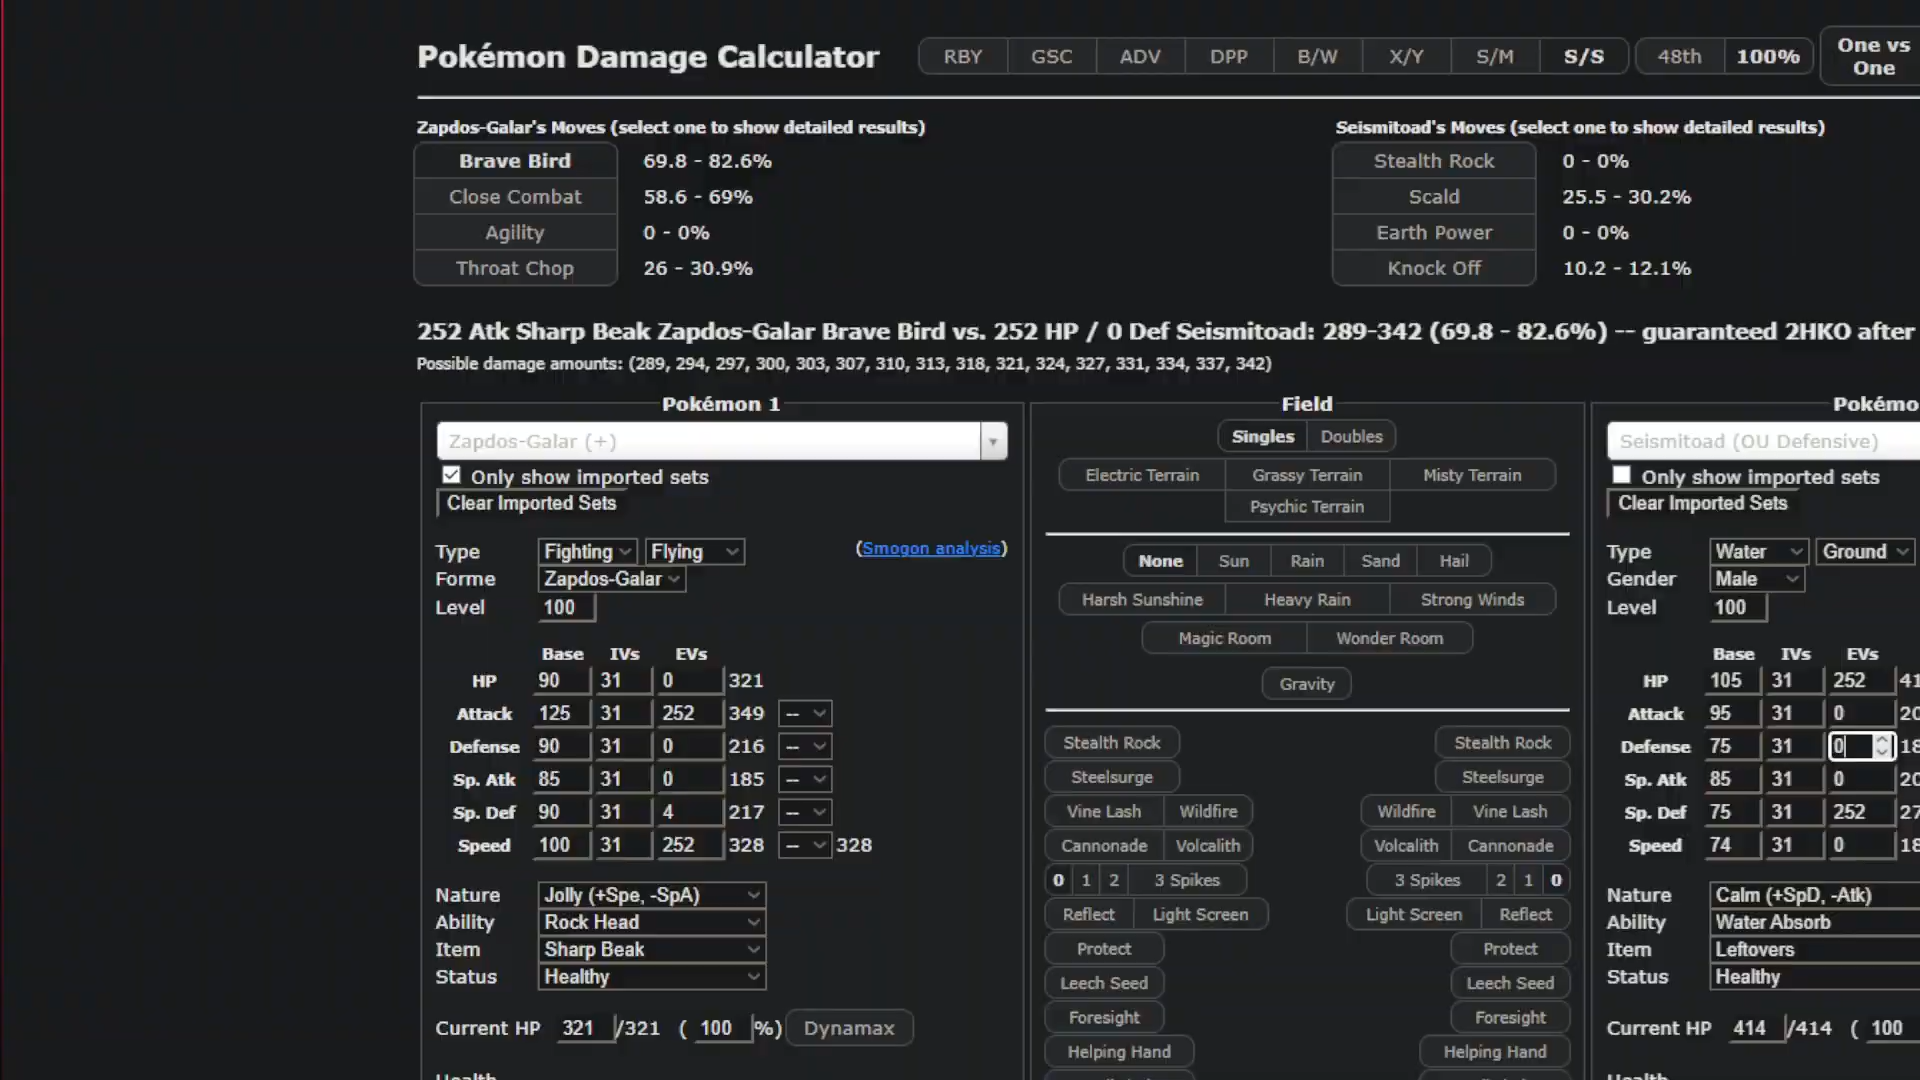 Pokémon Damage Calculator RBY GSC ADV DPP B/W X/Y S/M S/S 48th 100% One vs One
Zapdos-Galar's Moves (select one to show detailed results) Seismitoad's Moves (select one to show detailed results)
Brave Bird 69.8 - 82.6% Stealth Rock 0 - 0%
Close Combat 58.6 - 69% Scald 25.5 - 30.2%
Agility 0 - 0% Earth Power 0 - 0%
Throat Chop 26 - 30.9% Knock Off 10.2 - 12.1%
252 Atk Sharp Beak Zapdos-Galar Brave Bird vs. 252 HP / 0 Def Seismitoad: 289-342 (69.8 - 82.6%) -- guaranteed 2HKO after
Possible damage amounts: (289, 294, 297, 300, 303, 307, 310, 313, 318, 321, 324, 327, 331, 334, 337, 342)
Pokémon 1
Zapdos-Galar (+)
Only show imported sets
Clear Imported Sets
Type Fighting Flying (Smogon analysis)
Forme Zapdos-Galar
Level 100
Base IVs EVs
HP 90 31 0 321
Attack 125 31 252 349 --
Defense 90 31 0 216 --
Sp. Atk 85 31 0 185 --
Sp. Def 90 31 4 217 --
Speed 100 31 252 328 -- 328
Nature Jolly (+Spe, -SpA)
Ability Rock Head
Item Sharp Beak
Status Healthy
Current HP 321 /321 ( 100 %) Dynamax
Field
Singles Doubles
Electric Terrain Grassy Terrain Misty Terrain
Psychic Terrain
None Sun Rain Sand Hail
Harsh Sunshine Heavy Rain Strong Winds
Magic Room Wonder Room
Gravity
Stealth Rock Stealth Rock
Steelsurge Steelsurge
Vine Lash Wildfire Wildfire Vine Lash
Cannonade Volcalith Volcalith Cannonade
0 1 2 3 Spikes 3 Spikes 2 1 0
Reflect Light Screen Light Screen Reflect
Protect Protect
Leech Seed Leech Seed
Foresight Foresight
Helping Hand Helping Hand
Pokémo
Seismitoad (OU Defensive)
Only show imported sets
Clear Imported Sets
Type Water Ground
Gender Male
Level 100
Base IVs EVs
HP 105 31 252 41
Attack 95 31 0 20
Defense 75 31 0 18
Sp. Atk 85 31 0 20
Sp. Def 75 31 252 27
Speed 74 31 0 18
Nature Calm (+SpD, -Atk)
Ability Water Absorb
Item Leftovers
Status Healthy
Current HP 414 /414 ( 100